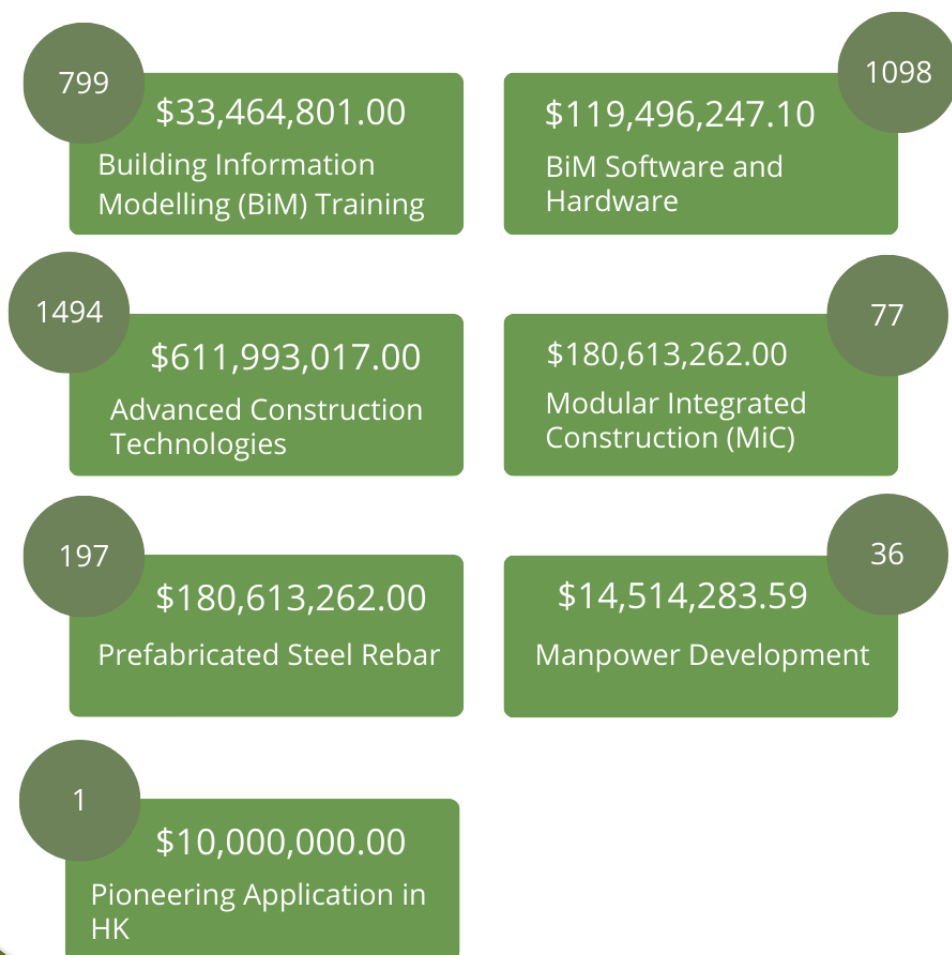 799
$33,464,801.00
Building Information
Modelling (BiM) Training
1098
$119,496,247.10
BiM Software and
Hardware
1494
$611,993,017.00
Advanced Construction
Technologies
77
$180,613,262.00
Modular Integrated
Construction (MiC)
197
$180,613,262.00
Prefabricated Steel Rebar
36
$14,514,283.59
Manpower Development
1
$10,000,000.00
Pioneering Application in
HK